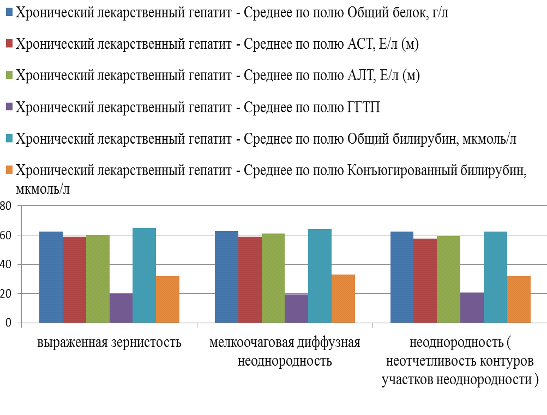 Хронический лекарственный гепатит - Среднее по полю Общий белок, г/л
Хронический лекарственный гепатит - Среднее по полю АСТ, Е/л (м)
Хронический лекарственный гепатит - Среднее по полю АЛТ, Е/л (м)
Хронический лекарственный гепатит - Среднее по полю ГГТП
Хронический лекарственный гепатит - Среднее по полю Общий билирубин, мкмоль/л
Хронический лекарственный гепатит - Среднее по полю Конъюгированный билирубин,
мкмоль/л
80
60
40
20
0
выраженная зернистость
мелкоочаговая диффузная
неоднородность
неоднородность (
неотчетливость контуров
участков неоднородности )